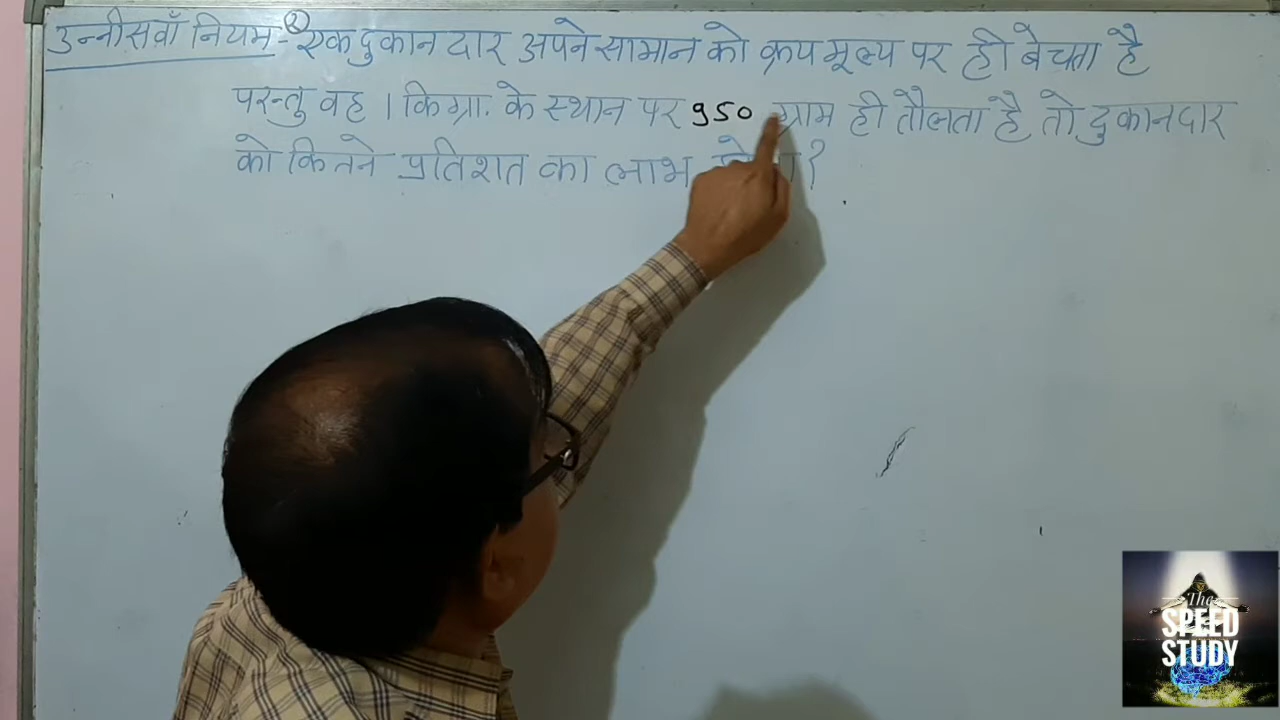 उन्नीसवाँ नियम - (2) एक दुकानदार अपने सामान को क्रय मूल्य पर ही बेचता है
परन्तु वह 1 कि.ग्रा. के स्थान पर 950 ग्राम ही तौलता है, तो दुकानदार
को कितने प्रतिशत का लाभ ?
The
SPEED
STUDY